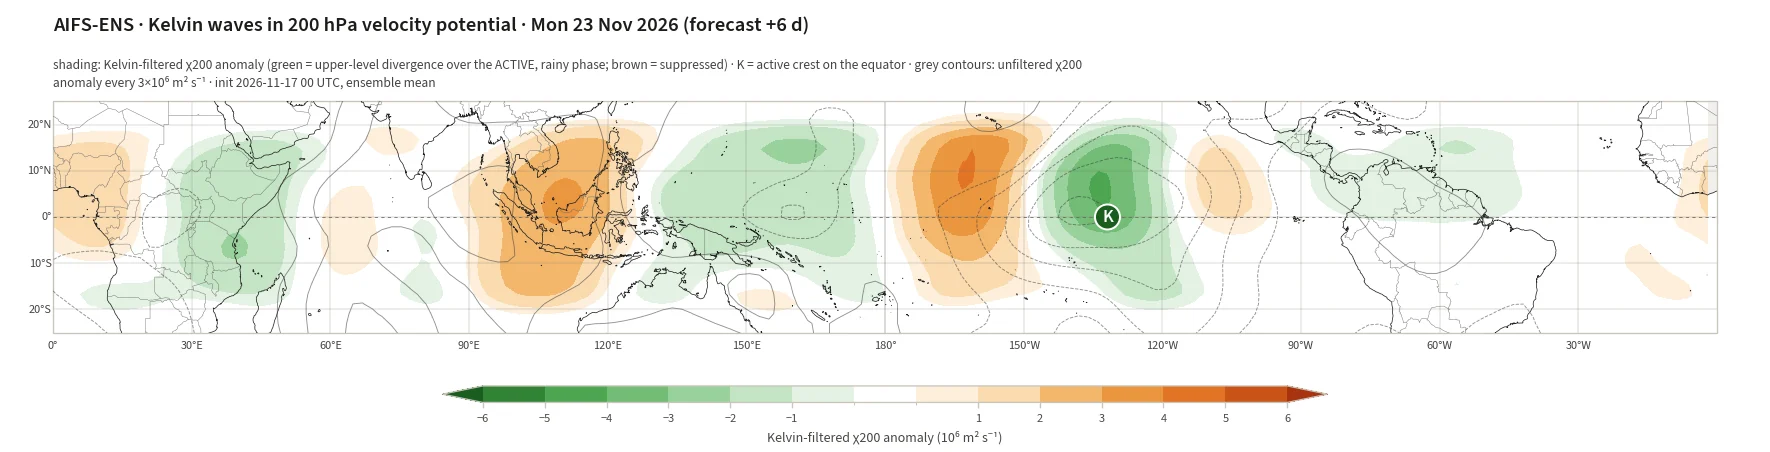 AIFS-ENS · Kelvin waves in 200 hPa velocity potential · Mon 23 Nov 2026 (forecast +6 d)
shading: Kelvin-filtered χ200 anomaly (green = upper-level divergence over the ACTIVE, rainy phase; brown = suppressed) · K = active crest on the equator · grey contours: unfiltered χ200
anomaly every 3×10⁶ m² s⁻¹ · init 2026-11-17 00 UTC, ensemble mean
20°N
10°N
0°
K
10°S
20°S
0° 30°E 60°E 90°E 120°E 150°E 180° 150°W 120°W 90°W 60°W 30°W
−6 −5 −4 −3 −2 −1 1 2 3 4 5 6
Kelvin-filtered χ200 anomaly (10⁶ m² s⁻¹)